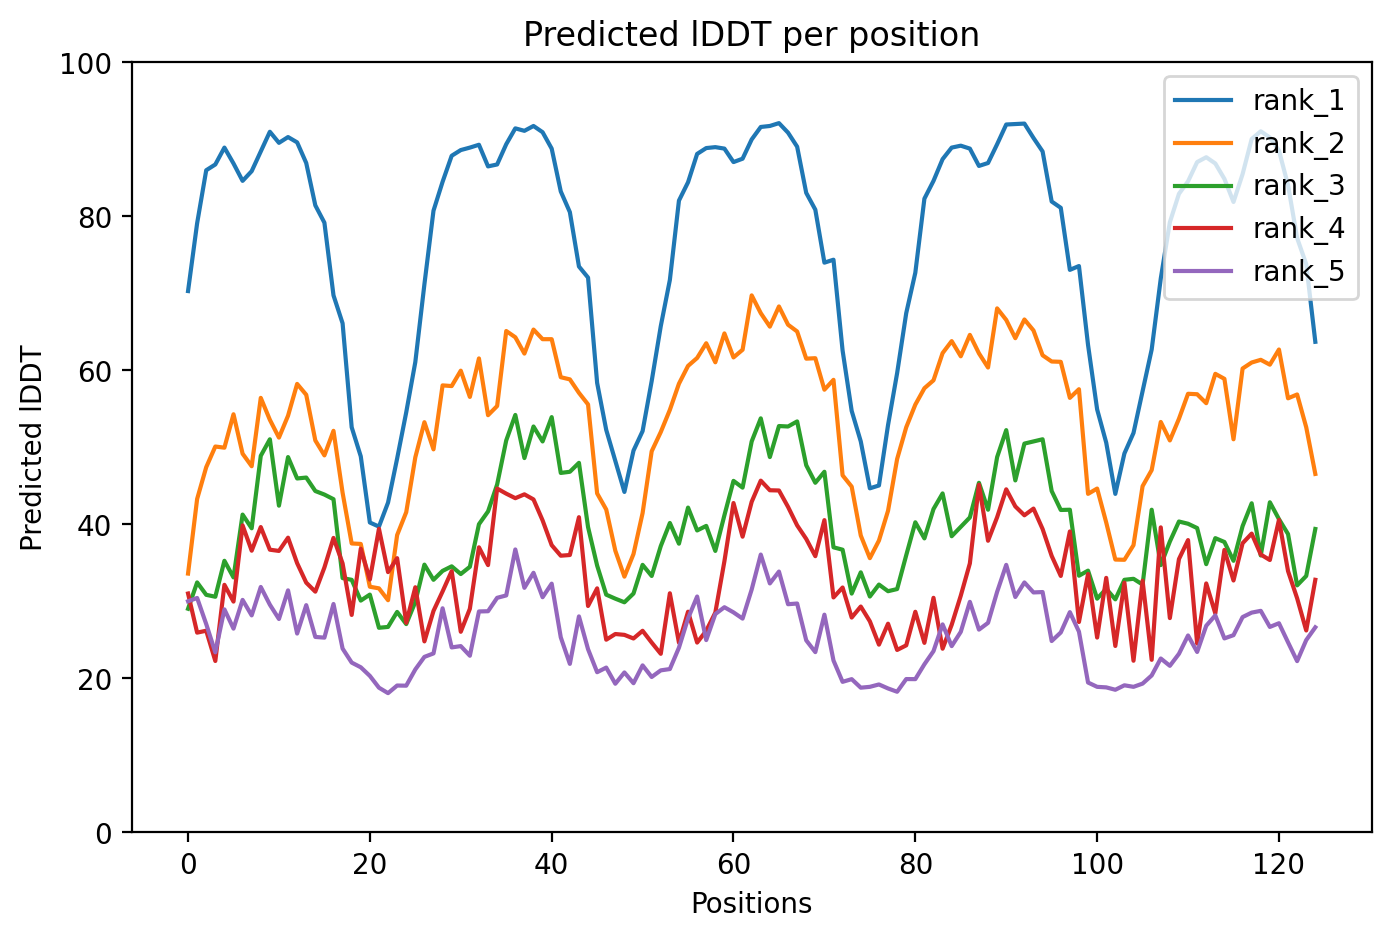 Predicted lDDT per position
100
80
60
40
20
0
Predicted lDDT
rank_1
rank_2
rank_3
rank_4
rank_5
0 20 40 60 80 100 120
Positions